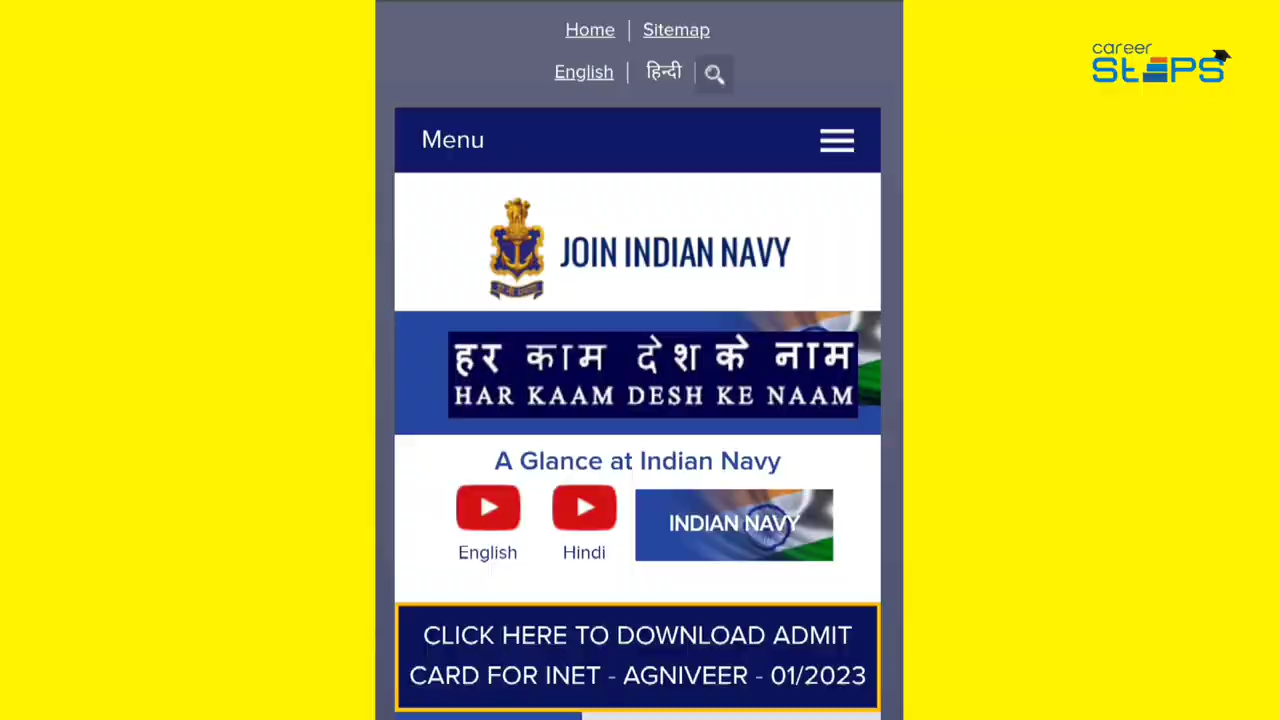 Home
Sitemap
English
हिन्दी
career
STEPS
Menu
JOIN INDIAN NAVY
हर काम देश के नाम
HAR KAAM DESH KE NAAM
A Glance at Indian Navy
INDIAN NAVY
English
Hindi
CLICK HERE TO DOWNLOAD ADMIT
CARD FOR INET - AGNIVEER - 01/2023